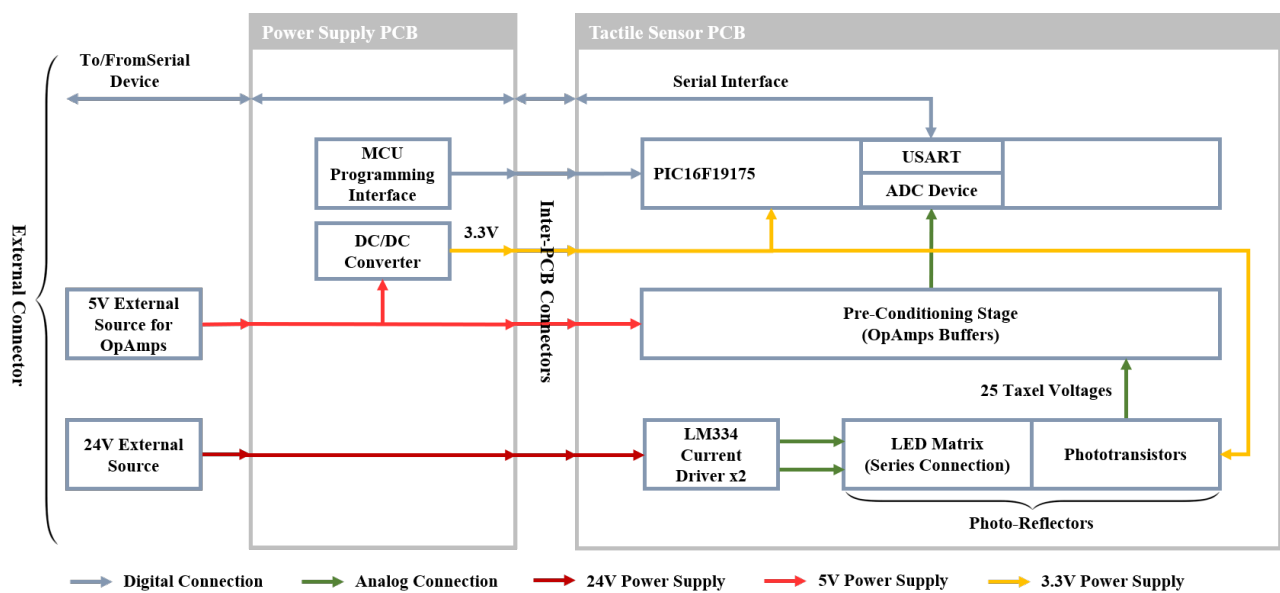 Power Supply PCB
Tactile Sensor PCB
To/FromSerial
Device
Serial Interface
MCU
Programming
Interface
PIC16F19175
USART
ADC Device
DC/DC
Converter
3.3V
Inter-PCB Connectors
External Connector
5V External
Source for
OpAmps
Pre-Conditioning Stage
(OpAmps Buffers)
25 Taxel Voltages
24V External
Source
LM334
Current
Driver x2
LED Matrix
(Series Connection)
Phototransistors
Photo-Reflectors
Digital Connection
Analog Connection
24V Power Supply
5V Power Supply
3.3V Power Supply